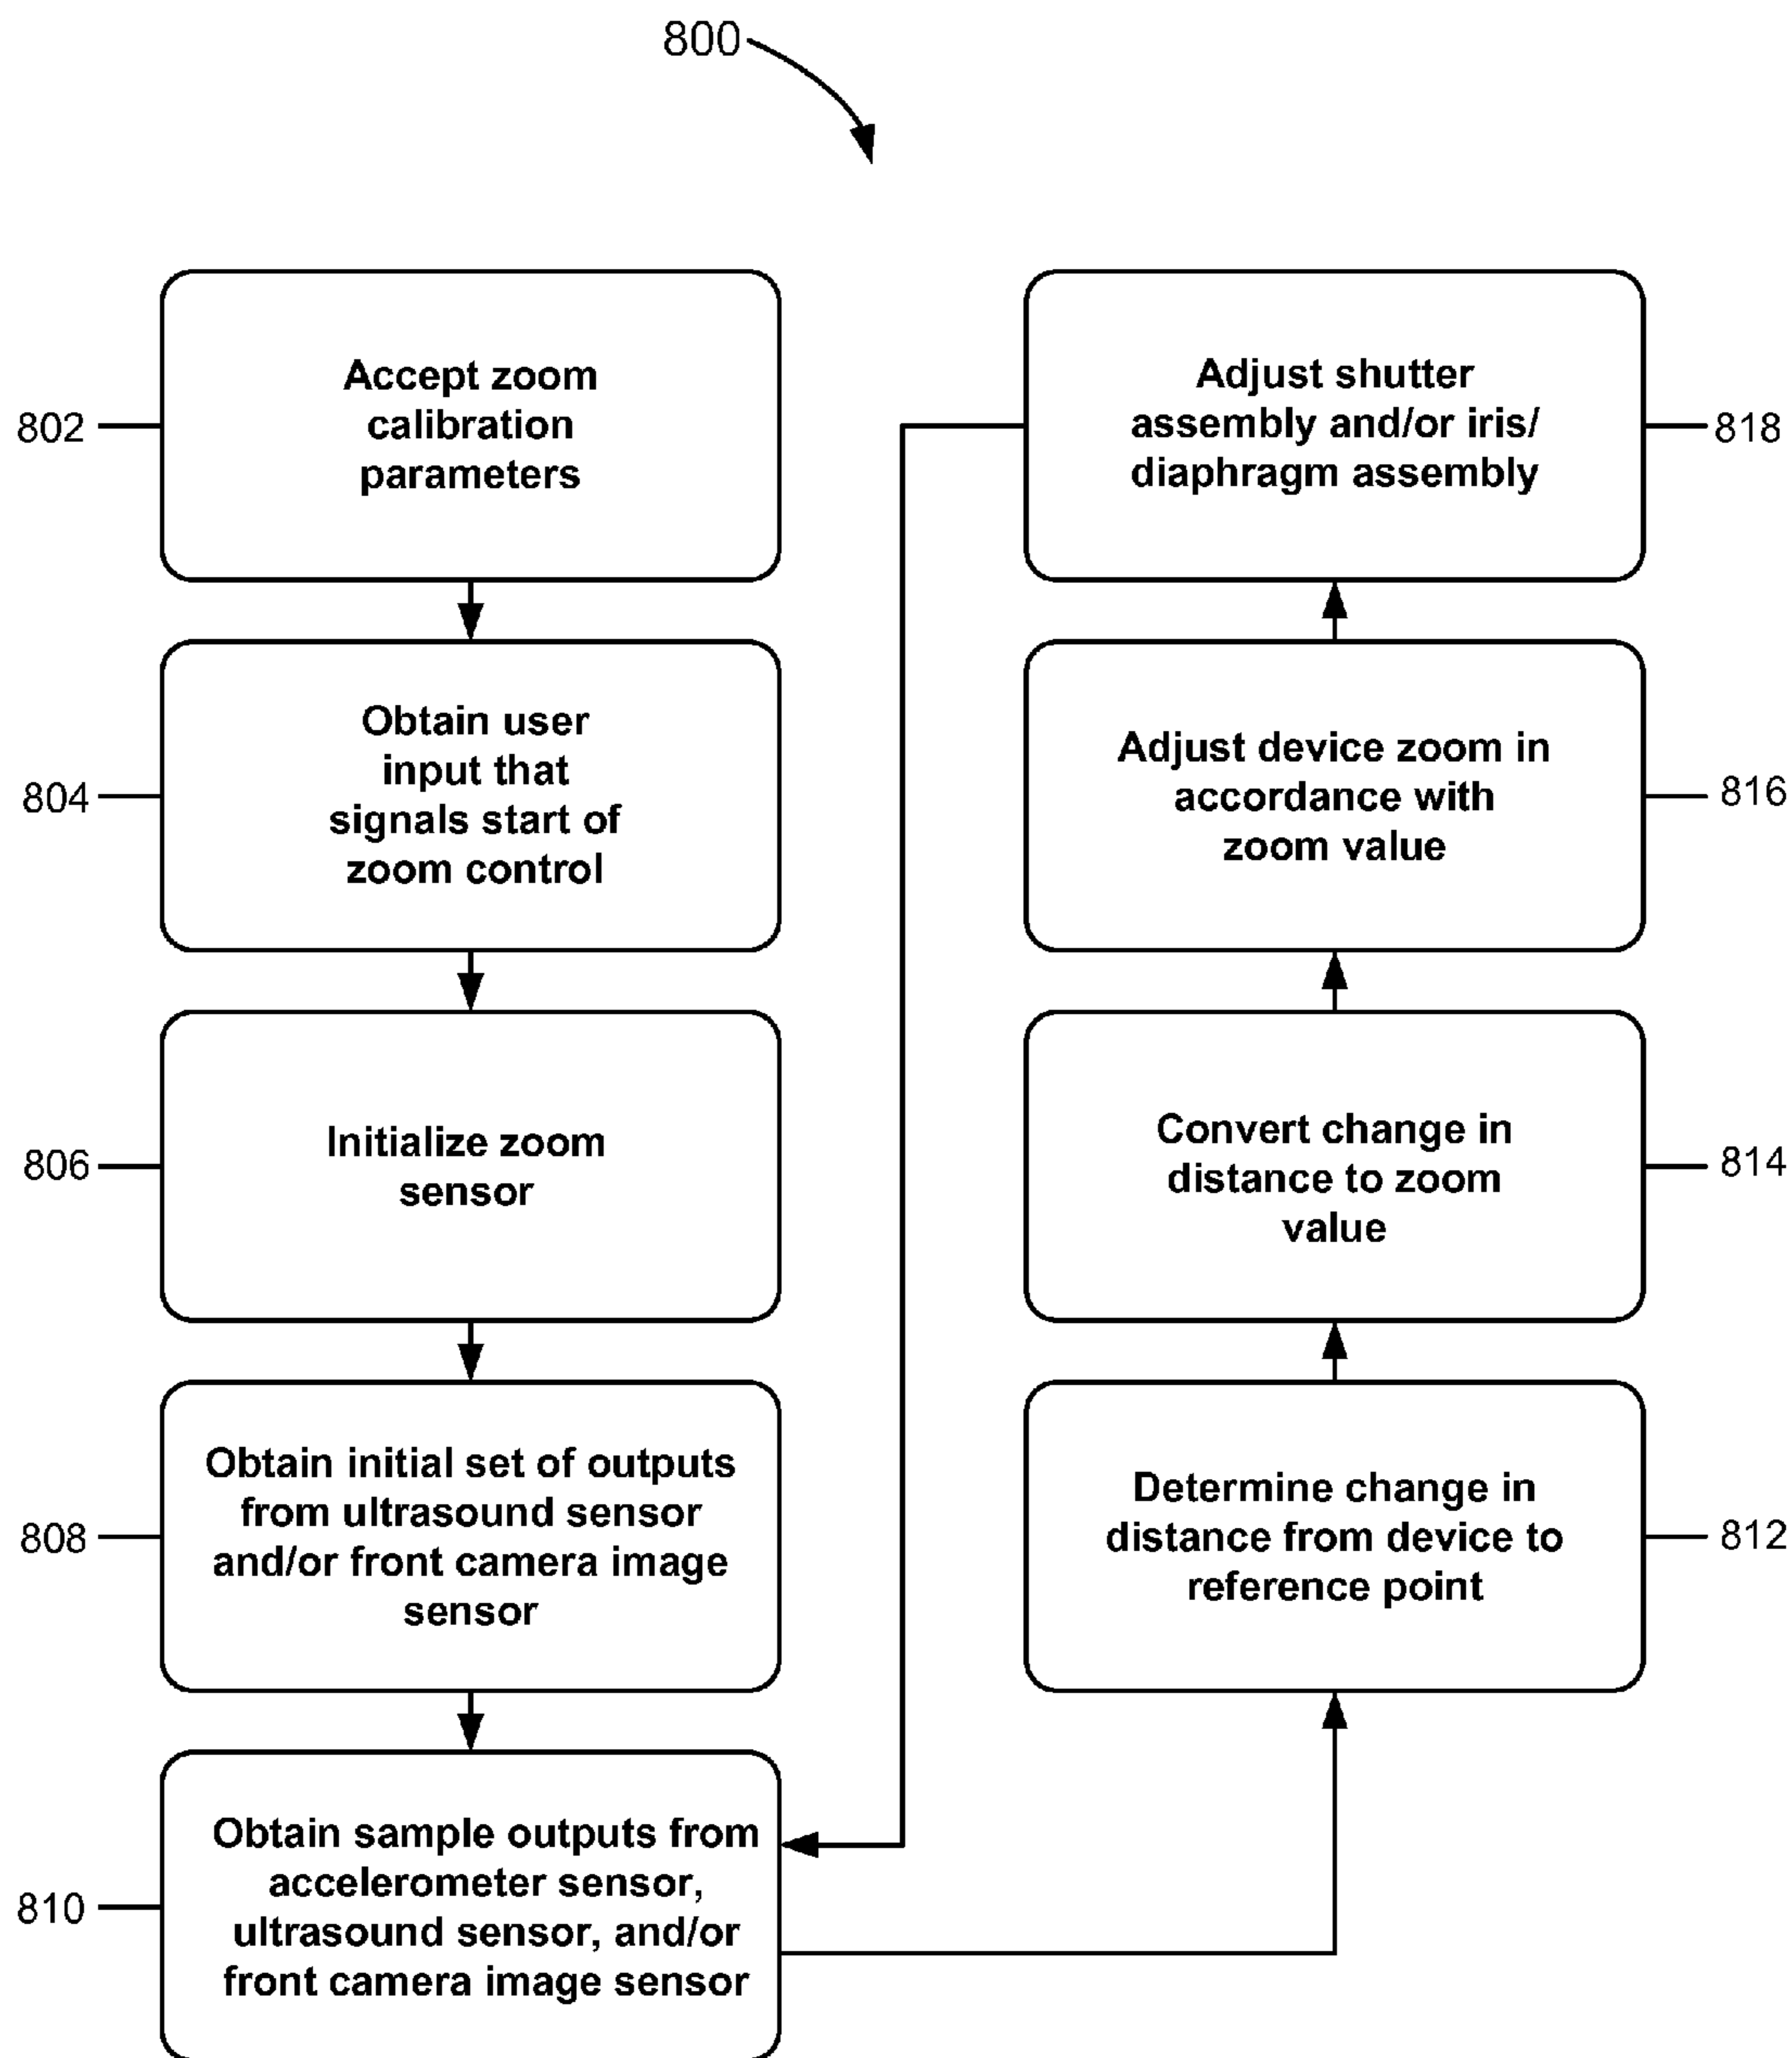 800
802
Accept zoom
calibration
parameters
804
Obtain user
input that
signals start of
zoom control
806
Initialize zoom
sensor
808
Obtain initial set of outputs
from ultrasound sensor
and/or front camera image
sensor
810
Obtain sample outputs from
accelerometer sensor,
ultrasound sensor, and/or
front camera image sensor
Adjust shutter
assembly and/or iris/
diaphragm assembly
818
Adjust device zoom in
accordance with
zoom value
816
Convert change in
distance to zoom
value
814
Determine change in
distance from device to
reference point
812